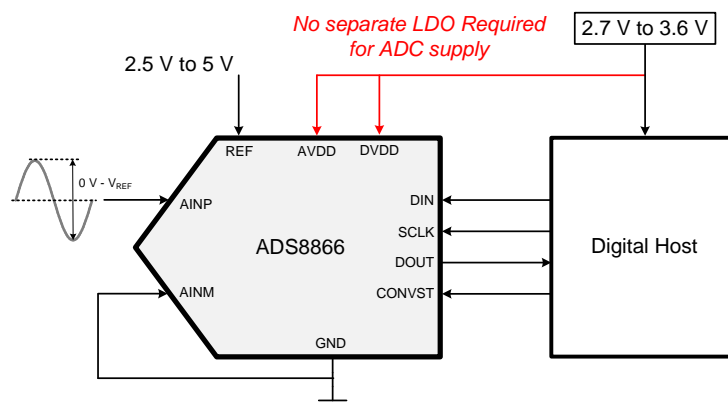 No separate LDO Required
for ADC supply
2.7 V to 3.6 V
2.5 V to 5 V
REF
AVDD
DVDD
0 V - VREF
AINP
DIN
SCLK
ADS8866
DOUT
Digital Host
AINM
CONVST
GND